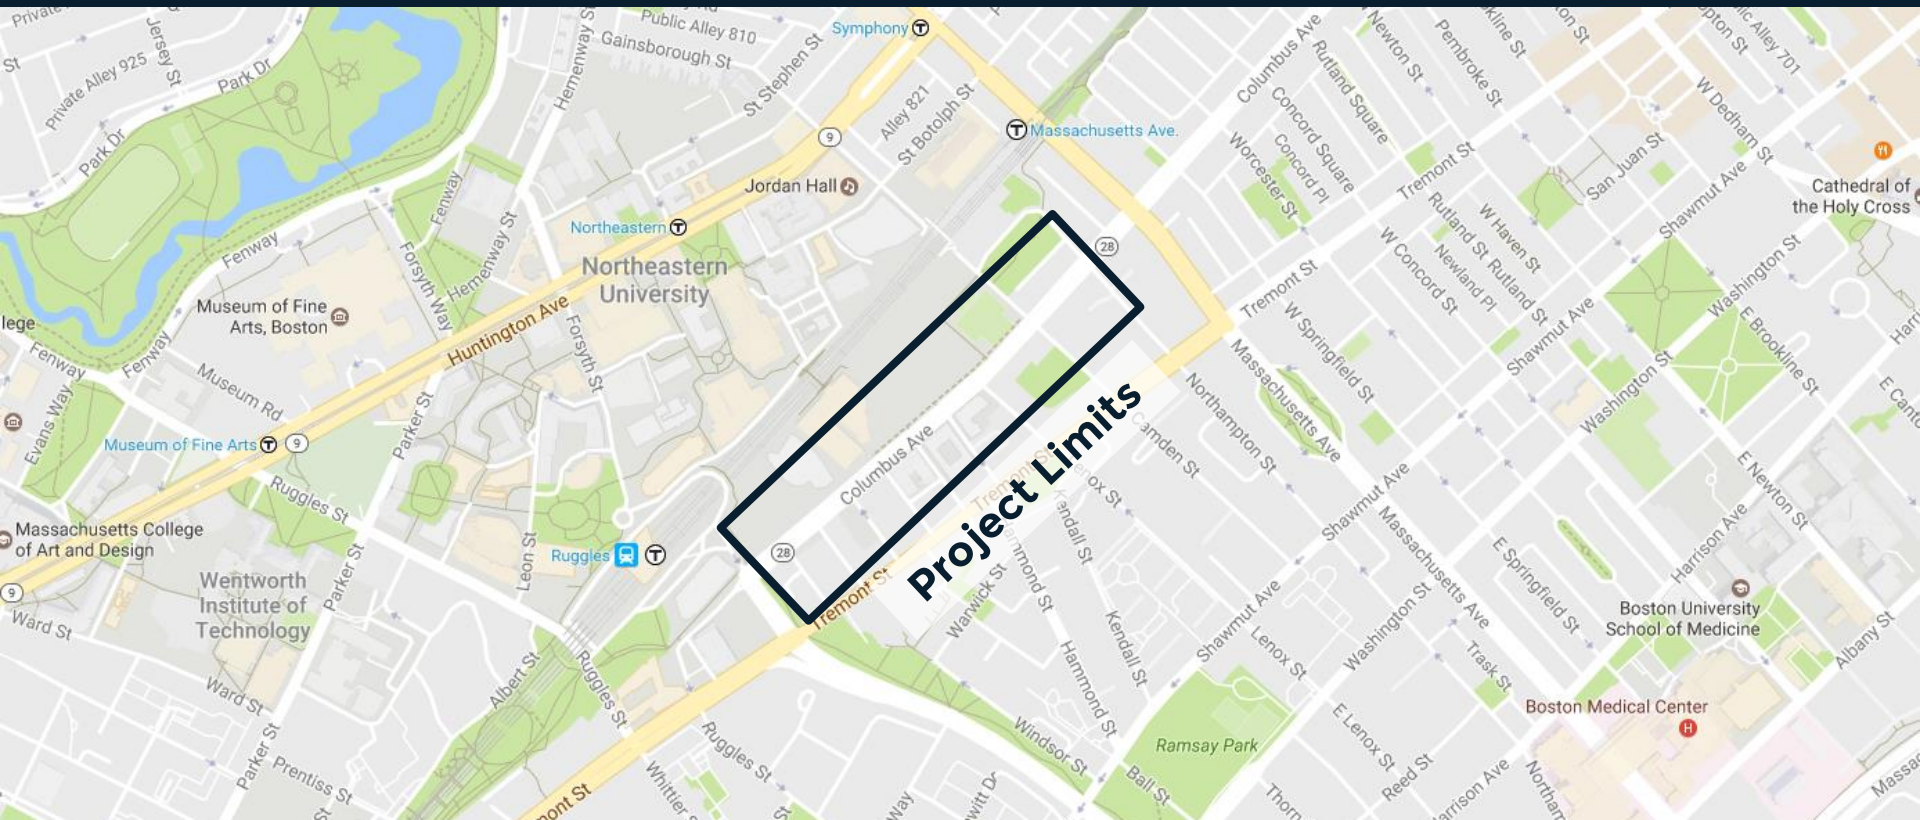 Private
Jersey St
St
Private Alley 925
Park Dr
Park Dr
Hemenway St
Public Alley 810
Gainsborough St
St Stephen St
Symphony
Alley 821
St Botolph St
9
Massachusetts Ave.
Columbus Ave
Rutland Square
W Newton St
Pembroke St
Public Alley 701
W Dedham St
Concord Square
Concord Pl
Worcester St
Tremont St
San Juan St
Shawmut Ave
Cathedral of
the Holy Cross
Jordan Hall
Northeastern
Northeastern
University
Fenway
Fenway
Forsyth Way
Hemenway St
Museum of Fine
Arts, Boston
Huntington Ave
Forsyth St
28
Tremont St
W Concord St
Rutland St
W Haven St
Newland Pl
Rutland St
Washington St
E Brookline St
lege
Fenway
Fenway
Museum Rd
Evans Way
Parker St
Museum of Fine Arts
9
W Springfield St
Shawmut Ave
Washington St
Massachusetts Ave
Northampton St
Camden St
E Newton St
Columbus Ave
Project Limits
Tremont St
Kendall St
Ruggles St
Massachusetts College
of Art and Design
9
Ward St
Wentworth
Institute of
Technology
Parker St
Leon St
Ruggles
28
Tremont St
Warwick St
Hammond St
Kendall St
Shawmut Ave
Massachusetts Ave
E Springfield St
Harrison Ave
Boston University
School of Medicine
Albany St
Shawmut Ave
Lenox St
Washington St
Trask St
Boston Medical Center
H
Ward St
Albert St
Ruggles St
Parker St
Prentiss St
Ruggles St
Whittier St
mont St
Windsor St
Ramsay Park
Ball St
E Lenox St
Reed St
Thorn
Northam
Massac